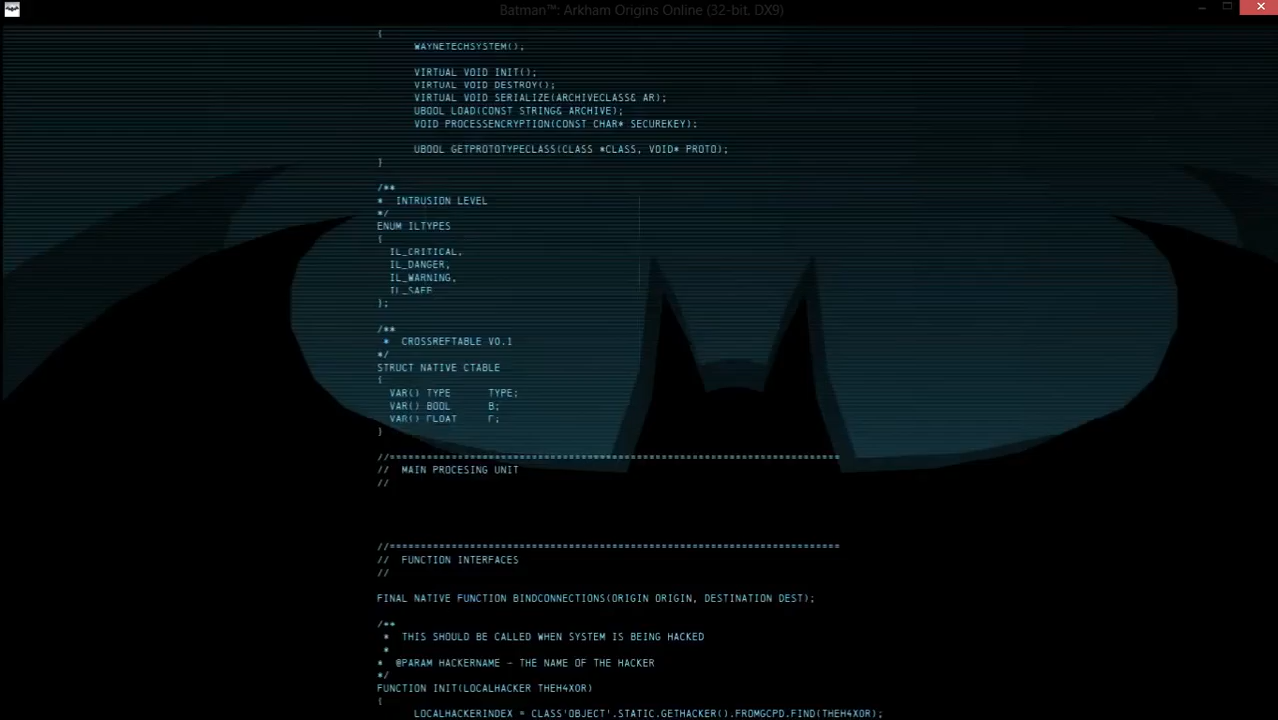 Batman™: Arkham Origins Online (32-bit, DX9)
{
WAYNETECHSYSTEM();
VIRTUAL VOID INIT();
VIRTUAL VOID DESTROY();
VIRTUAL VOID SERIALIZE(ARCHIVECLASS& AR);
UBOOL LOAD(CONST STRING& ARCHIVE);
VOID PROCESSENCRYPTION(CONST CHAR* SECUREKEY);
UBOOL GETPROTOTYPECLASS(CLASS *CLASS, VOID* PROTO);
}
/**
* INTRUSION LEVEL
*/
ENUM ILTYPES
{
IL_CRITICAL,
IL_DANGER,
IL_WARNING,
IL_SAFE
};
/**
* CROSSREFTABLE V0.1
*/
STRUCT NATIVE CTABLE
{
VAR() TYPE TYPE;
VAR() BOOL B;
VAR() FLOAT F;
}
//=========================================================================
// MAIN PROCESING UNIT
//
//=========================================================================
// FUNCTION INTERFACES
//
FINAL NATIVE FUNCTION BINDCONNECTIONS(ORIGIN ORIGIN, DESTINATION DEST);
/**
* THIS SHOULD BE CALLED WHEN SYSTEM IS BEING HACKED
*
* @PARAM HACKERNAME - THE NAME OF THE HACKER
*/
FUNCTION INIT(LOCALHACKER THEH4XOR)
{
LOCALHACKERINDEX = CLASS'OBJECT'.STATIC.GETHACKER().FROMGCPD.FIND(THEH4XOR);